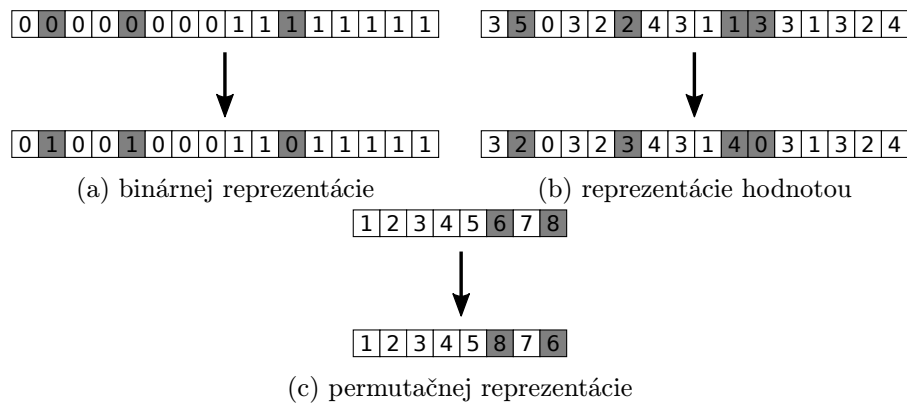 0 0 0 0 0 0 0 0 1 1 1 1 1 1 1 1
0 1 0 0 1 0 0 0 1 1 0 1 1 1 1 1
(a) binárnej reprezentácie
3 5 0 3 2 2 4 3 1 1 3 3 1 3 2 4
3 2 0 3 2 3 4 3 1 4 0 3 1 3 2 4
(b) reprezentácie hodnotou
1 2 3 4 5 6 7 8
1 2 3 4 5 8 7 6
(c) permutačnej reprezentácie